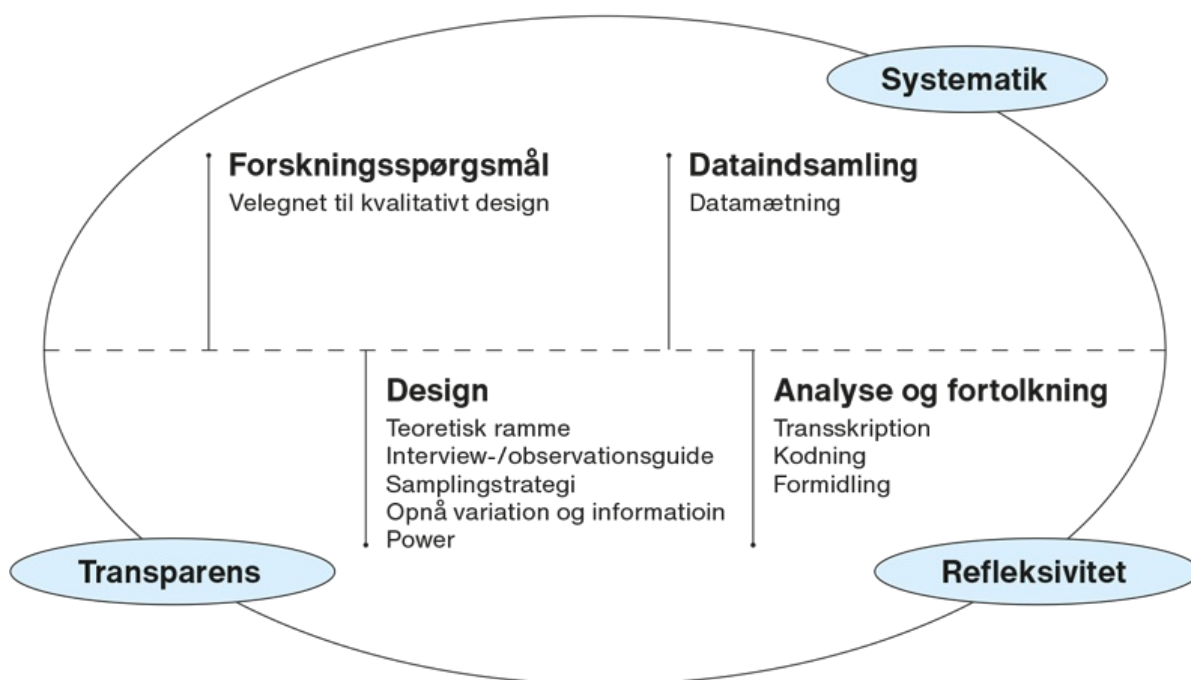 Systematik
Forskningsspørgsmål
Velegnet til kvalitativt design
Dataindsamling
Datamætning
Design
Teoretisk ramme
Interview-/observationsguide
Samplingstrategi
Opnå variation og informatioin
Power
Analyse og fortolkning
Transskription
Kodning
Formidling
Transparens
Refleksivitet